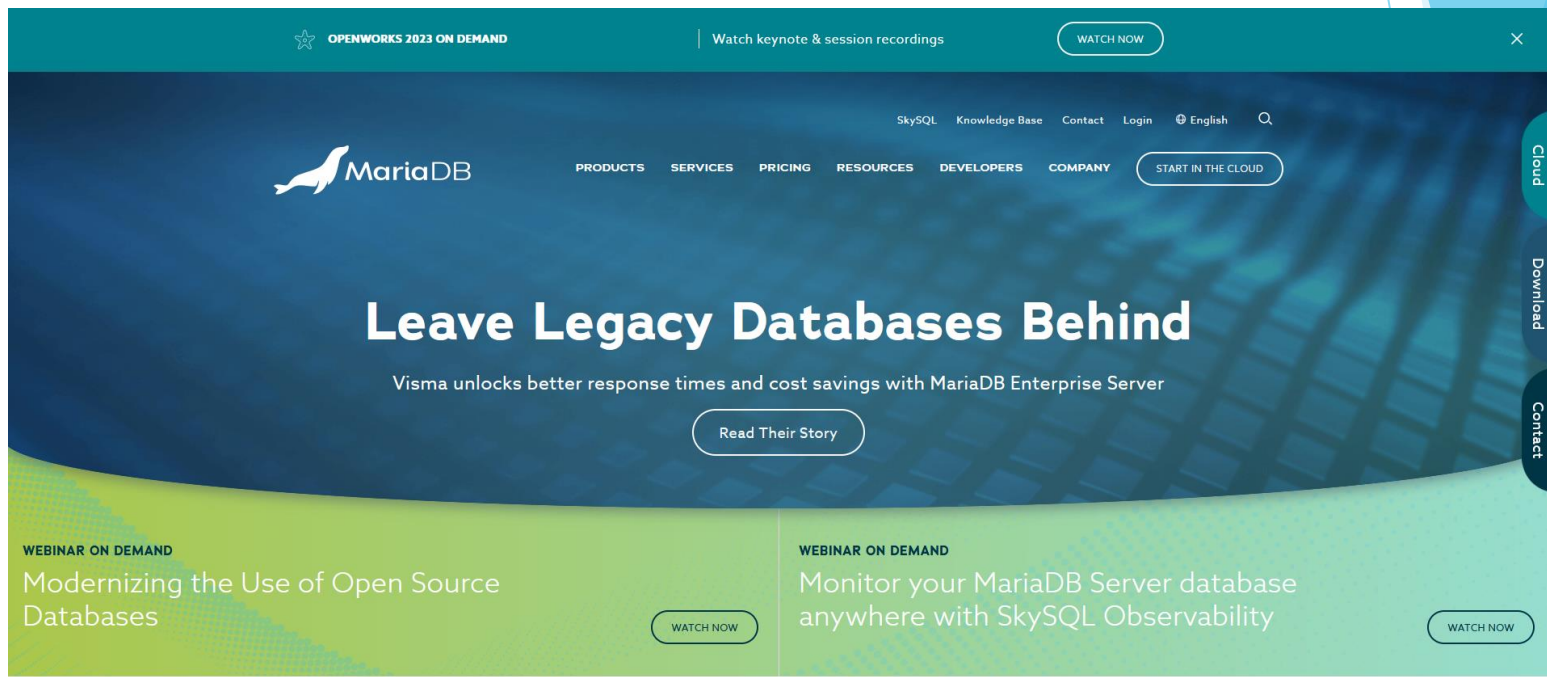 OPENWORKS 2023 ON DEMAND
Watch keynote & session recordings
WATCH NOW
SkySQL Knowledge Base Contact Login English
MariaDB
PRODUCTS SERVICES PRICING RESOURCES DEVELOPERS COMPANY START IN THE CLOUD
Cloud
Download
Contact
Leave Legacy Databases Behind
Visma unlocks better response times and cost savings with MariaDB Enterprise Server
Read Their Story
WEBINAR ON DEMAND
Modernizing the Use of Open Source
Databases
WATCH NOW
WEBINAR ON DEMAND
Monitor your MariaDB Server database
anywhere with SkySQL Observability
WATCH NOW